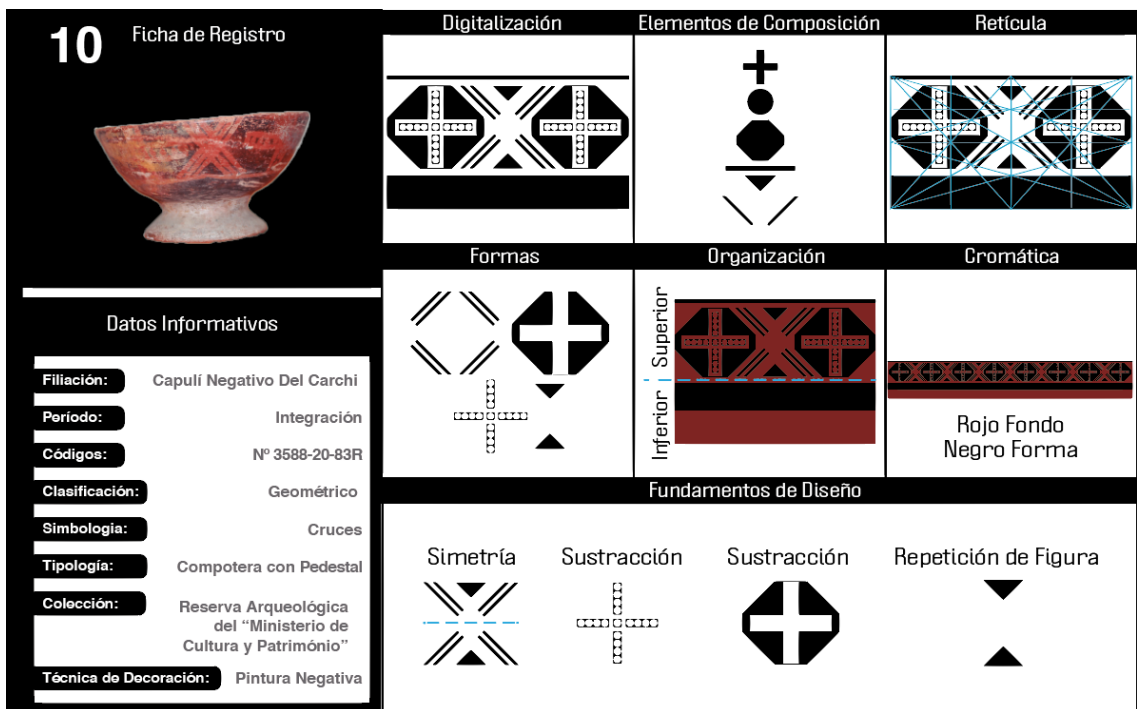 10
Ficha de Registro
Datos Informativos
Filiación: Capulí Negativo Del Carchi
Período: Integración
Códigos: Nº 3588-20-83R
Clasificación: Geométrico
Simbologia: Cruces
Tipología: Compotera con Pedestal
Colección: Reserva Arqueológica
del “Ministerio de
Cultura y Património”
Técnica de Decoración: Pintura Negativa
Digitalización
Elementos de Composición
Retícula
Formas
Organización
Superior
Inferior
Cromática
Rojo Fondo
Negro Forma
Fundamentos de Diseño
Simetría
Sustracción
Sustracción
Repetición de Figura